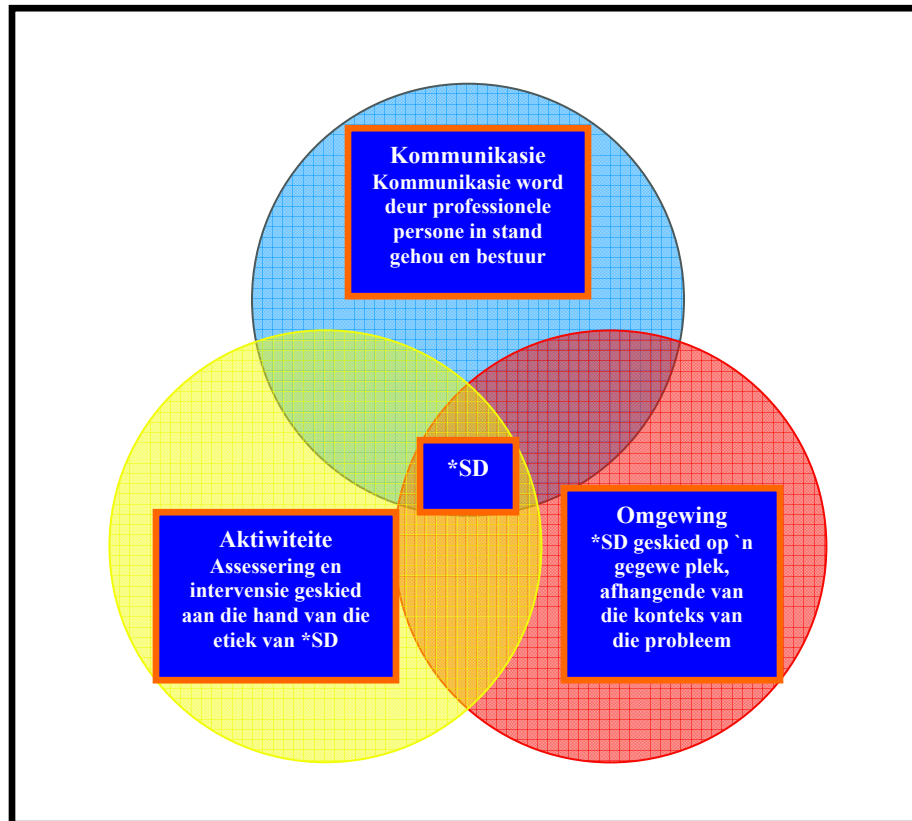 Kommunikasie
Kommunikasie word
deur professionele
persone in stand
gehou en bestuur
*SD
Aktiwiteite
Assessering en
intervensie geskied
aan die hand van die
etiek van *SD
Omgewing
*SD geskied op `n
gegewe plek,
afhangende van
die konteks van
die probleem